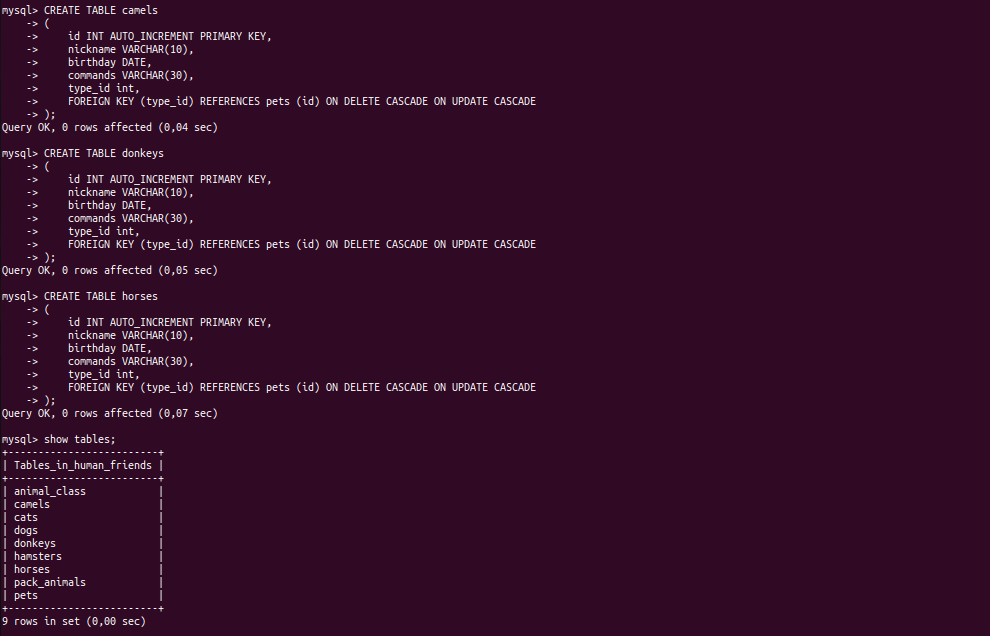 mysql> CREATE TABLE camels
    -> (
    ->     id INT AUTO_INCREMENT PRIMARY KEY,
    ->     nickname VARCHAR(10),
    ->     birthday DATE,
    ->     commands VARCHAR(30),
    ->     type_id int,
    ->     FOREIGN KEY (type_id) REFERENCES pets (id) ON DELETE CASCADE ON UPDATE CASCADE
    -> );
Query OK, 0 rows affected (0,04 sec)

mysql> CREATE TABLE donkeys
    -> (
    ->     id INT AUTO_INCREMENT PRIMARY KEY,
    ->     nickname VARCHAR(10),
    ->     birthday DATE,
    ->     commands VARCHAR(30),
    ->     type_id int,
    ->     FOREIGN KEY (type_id) REFERENCES pets (id) ON DELETE CASCADE ON UPDATE CASCADE
    -> );
Query OK, 0 rows affected (0,05 sec)

mysql> CREATE TABLE horses
    -> (
    ->     id INT AUTO_INCREMENT PRIMARY KEY,
    ->     nickname VARCHAR(10),
    ->     birthday DATE,
    ->     commands VARCHAR(30),
    ->     type_id int,
    ->     FOREIGN KEY (type_id) REFERENCES pets (id) ON DELETE CASCADE ON UPDATE CASCADE
    -> );
Query OK, 0 rows affected (0,07 sec)

mysql> show tables;
+-------------------------+
| Tables_in_human_friends |
+-------------------------+
| animal_class            |
| camels                  |
| cats                    |
| dogs                    |
| donkeys                 |
| hamsters                |
| horses                  |
| pack_animals            |
| pets                    |
+-------------------------+
9 rows in set (0,00 sec)